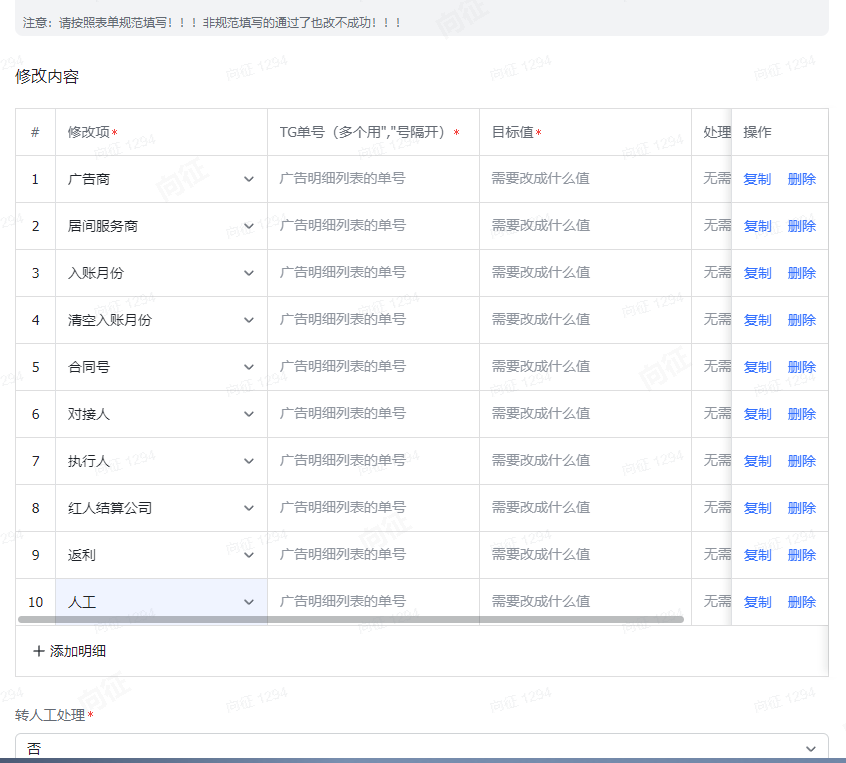 注意：请按照表单规范填写！！！非规范填写的通过了也改不成功！！！
修改内容
# 修改项* TG单号（多个用","号隔开）* 目标值* 处理 操作
1 广告商 广告明细列表的单号 需要改成什么值 无需 复制 删除
2 居间服务商 广告明细列表的单号 需要改成什么值 无需 复制 删除
3 入账月份 广告明细列表的单号 需要改成什么值 无需 复制 删除
4 清空入账月份 广告明细列表的单号 需要改成什么值 无需 复制 删除
5 合同号 广告明细列表的单号 需要改成什么值 无需 复制 删除
6 对接人 广告明细列表的单号 需要改成什么值 无需 复制 删除
7 执行人 广告明细列表的单号 需要改成什么值 无需 复制 删除
8 红人结算公司 广告明细列表的单号 需要改成什么值 无需 复制 删除
9 返利 广告明细列表的单号 需要改成什么值 无需 复制 删除
10 人工 广告明细列表的单号 需要改成什么值 无需 复制 删除
+ 添加明细
转人工处理*
否
向征 1294